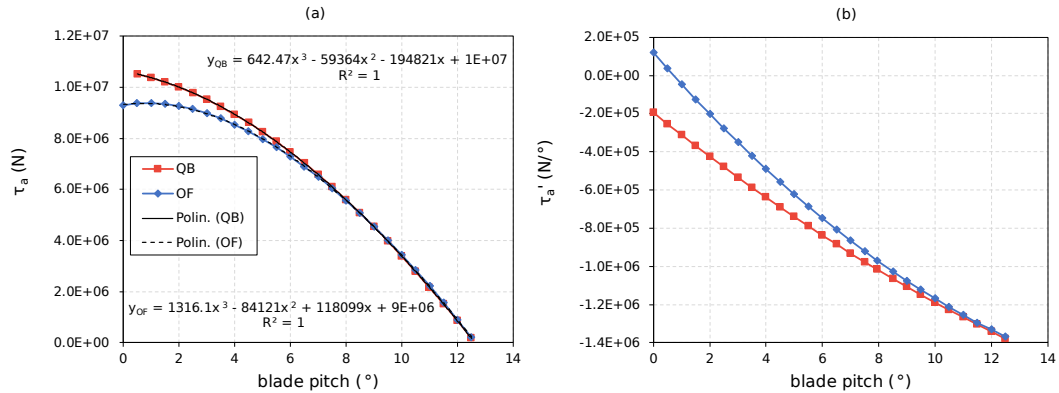 (a)
1.2E+07
1.0E+07
8.0E+06
6.0E+06
4.0E+06
2.0E+06
0.0E+00
τa (N)
yQB = 642.47x3 - 59364x2 - 194821x + 1E+07
R² = 1
QB
OF
Polin. (QB)
Polin. (OF)
yOF = 1316.1x3 - 84121x2 + 118099x + 9E+06
R² = 1
0 2 4 6 8 10 12 14
blade pitch (°)
(b)
2.0E+05
0.0E+00
-2.0E+05
-4.0E+05
-6.0E+05
-8.0E+05
-1.0E+06
-1.2E+06
-1.4E+06
τa' (N/°)
0 2 4 6 8 10 12 14
blade pitch (°)